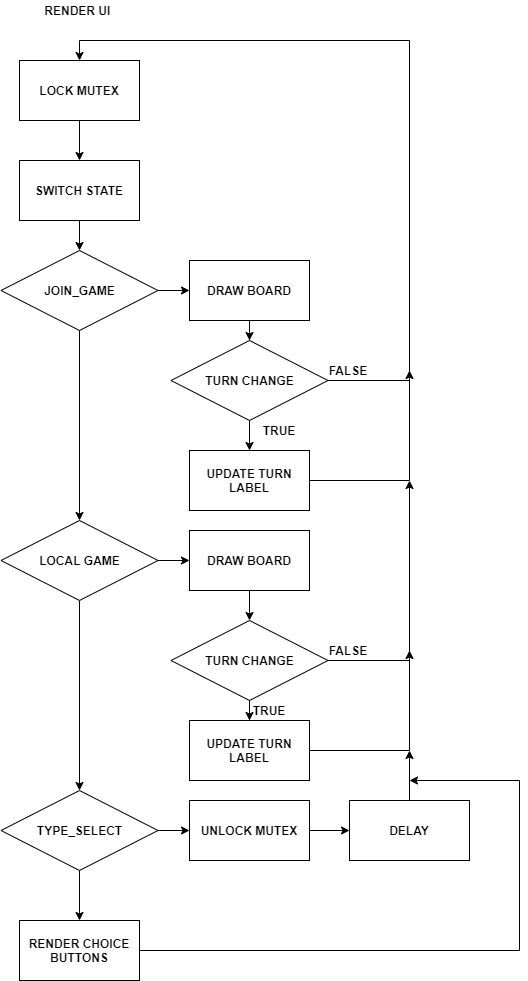 RENDER UI
LOCK MUTEX
SWITCH STATE
JOIN_GAME
DRAW BOARD
TURN CHANGE
FALSE
TRUE
UPDATE TURN
LABEL
LOCAL GAME
DRAW BOARD
TURN CHANGE
FALSE
TRUE
UPDATE TURN
LABEL
TYPE_SELECT
UNLOCK MUTEX
DELAY
RENDER CHOICE
BUTTONS